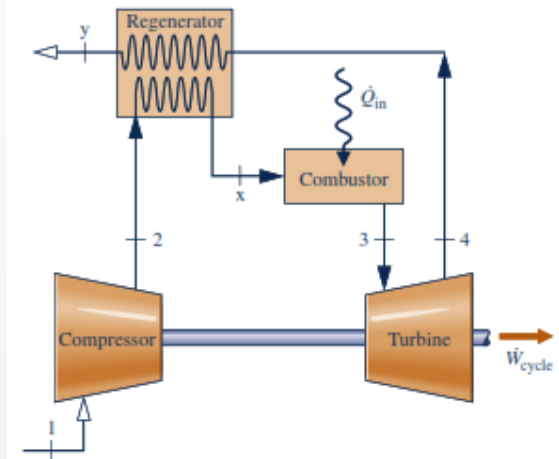 y
Regenerator
Q̇in
Combustor
x
2
3
4
Compressor
Turbine
Ẇcycle
1